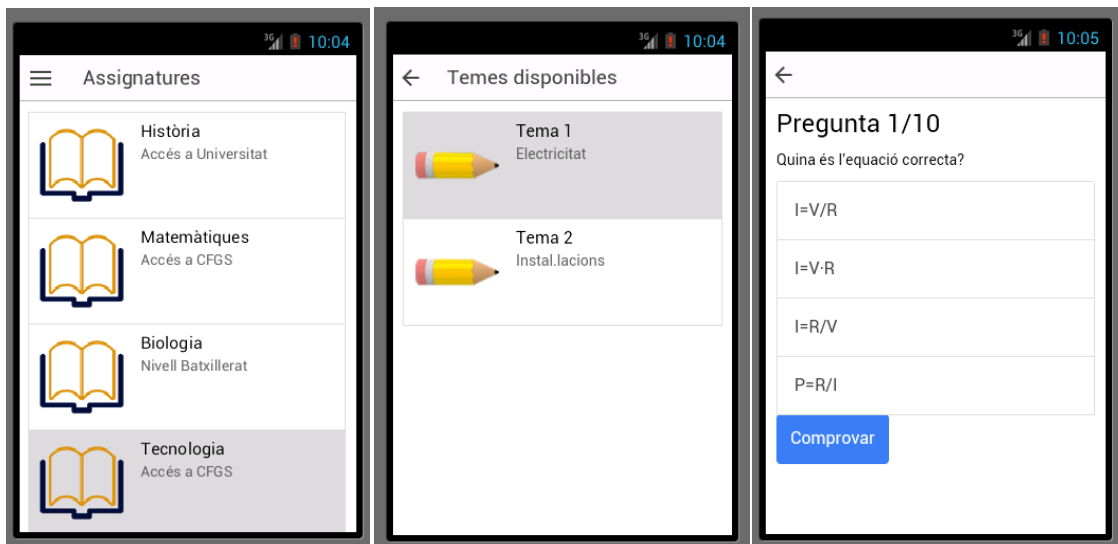 3G 10:04
Assignatures
Història
Accés a Universitat
Matemàtiques
Accés a CFGS
Biologia
Nivell Batxillerat
Tecnologia
Accés a CFGS
3G 10:04
Temes disponibles
Tema 1
Electricitat
Tema 2
Instal.lacions
3G 10:05
Pregunta 1/10
Quina és l'equació correcta?
I=V/R
I=V·R
I=R/V
P=R/I
Comprovar